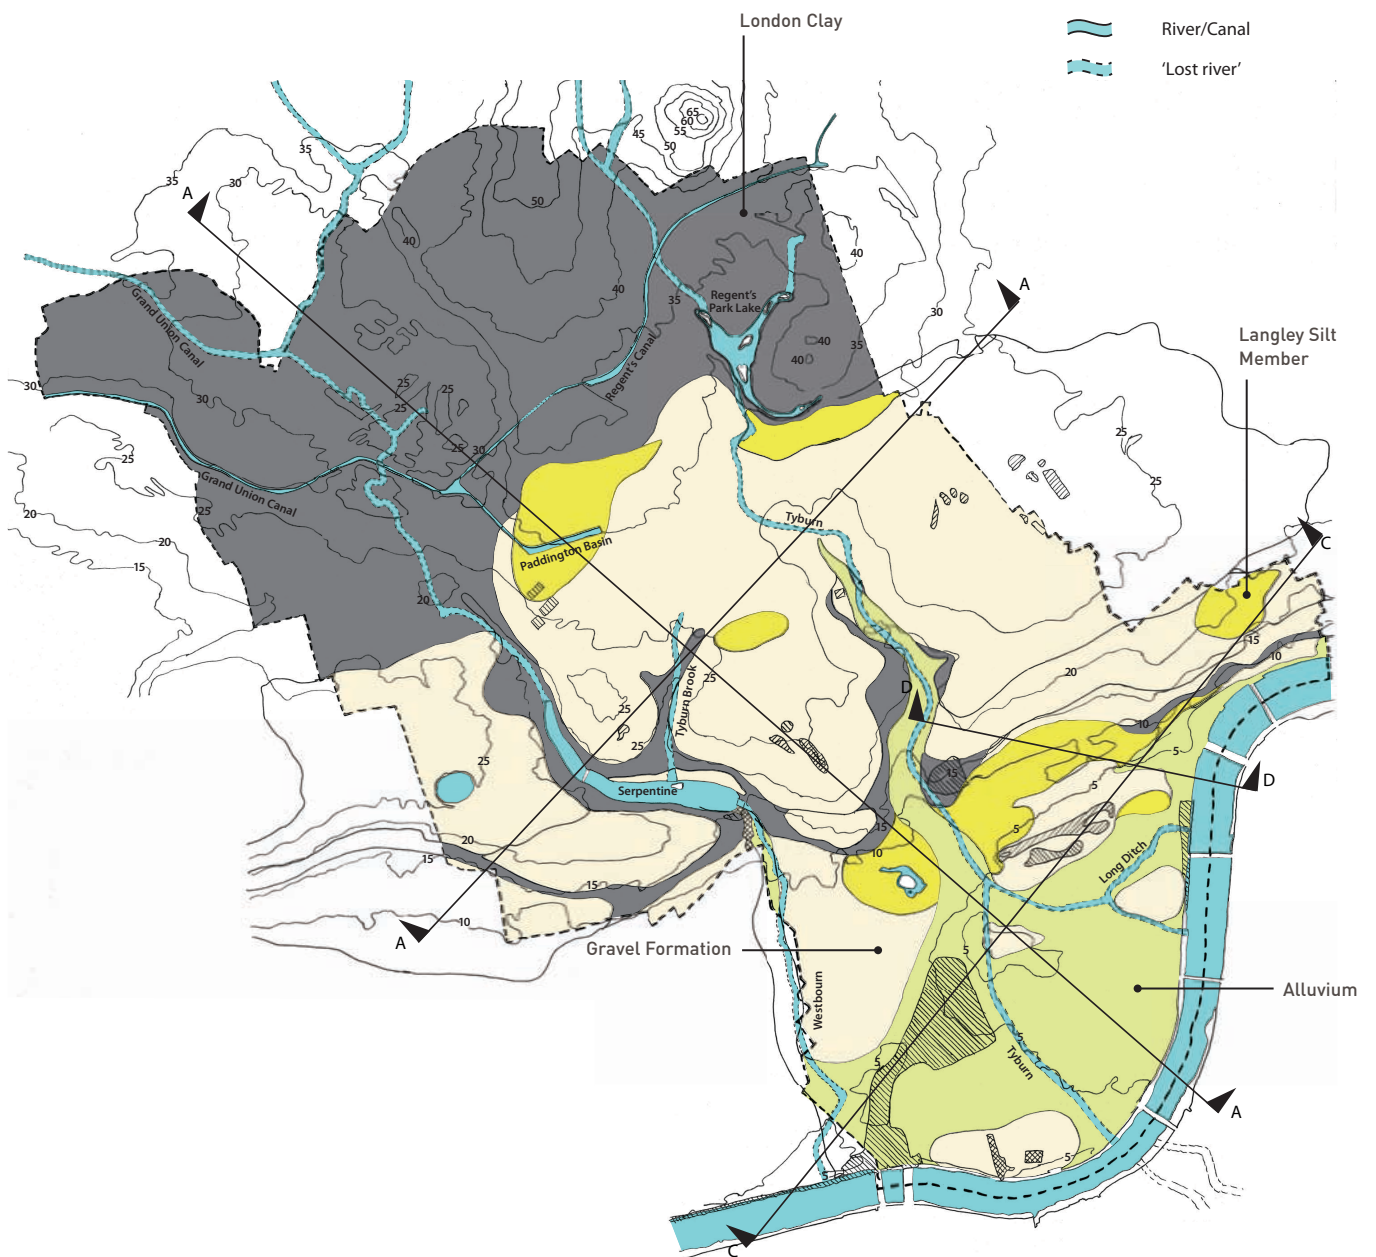 London Clay
River/Canal
'Lost river'
65
60
55
50
45
35
35
30
A
50
40
40
40
A
Regent's
Park Lake
35
30
Grand Union Canal
40
40
35
Langley Silt
Member
Regent's Canal
30
30
25
25
25
25
30
25
25
25
Grand Union Canal
25
20
20
15
Tyburn
Paddington Basin
C
20
15
10
20
25
D
Tyburn Brook
25
25
25
10
5
15
D
5
Serpentine
15
5
20
15
10
Long Ditch
15
10
A
Gravel Formation
5
Westbourn
Alluvium
5
5
Tyburn
A
5
5
C